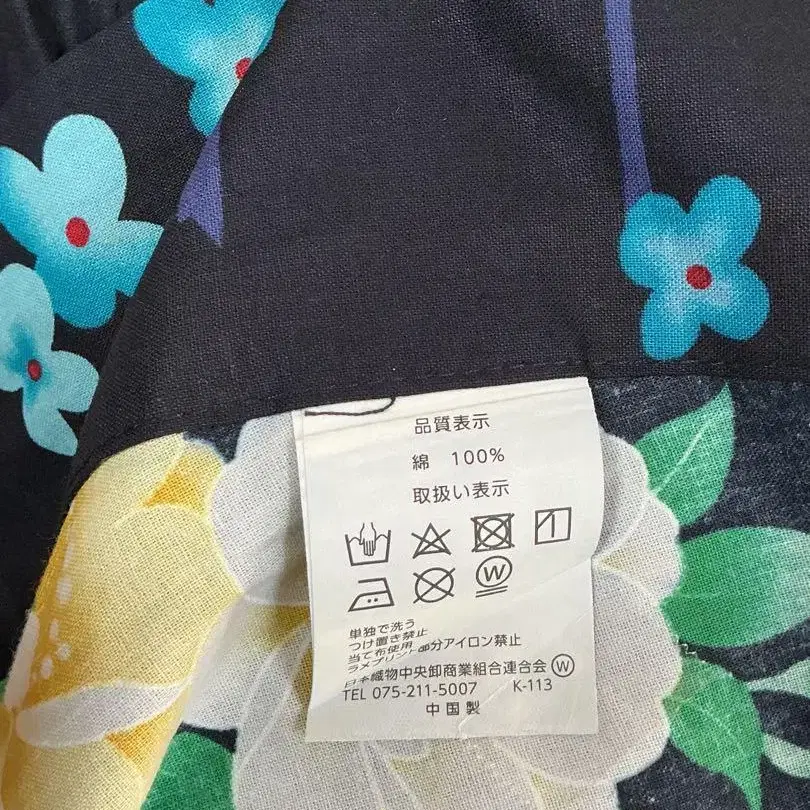 品質表示
綿 100%
取扱い表示
W
単独で洗う
つけ置き禁止
当て布使用
ラメプリント部分アイロン禁止
日本織物中央卸商業組合連合会 W
TEL 075-211-5007 K-113
中国製